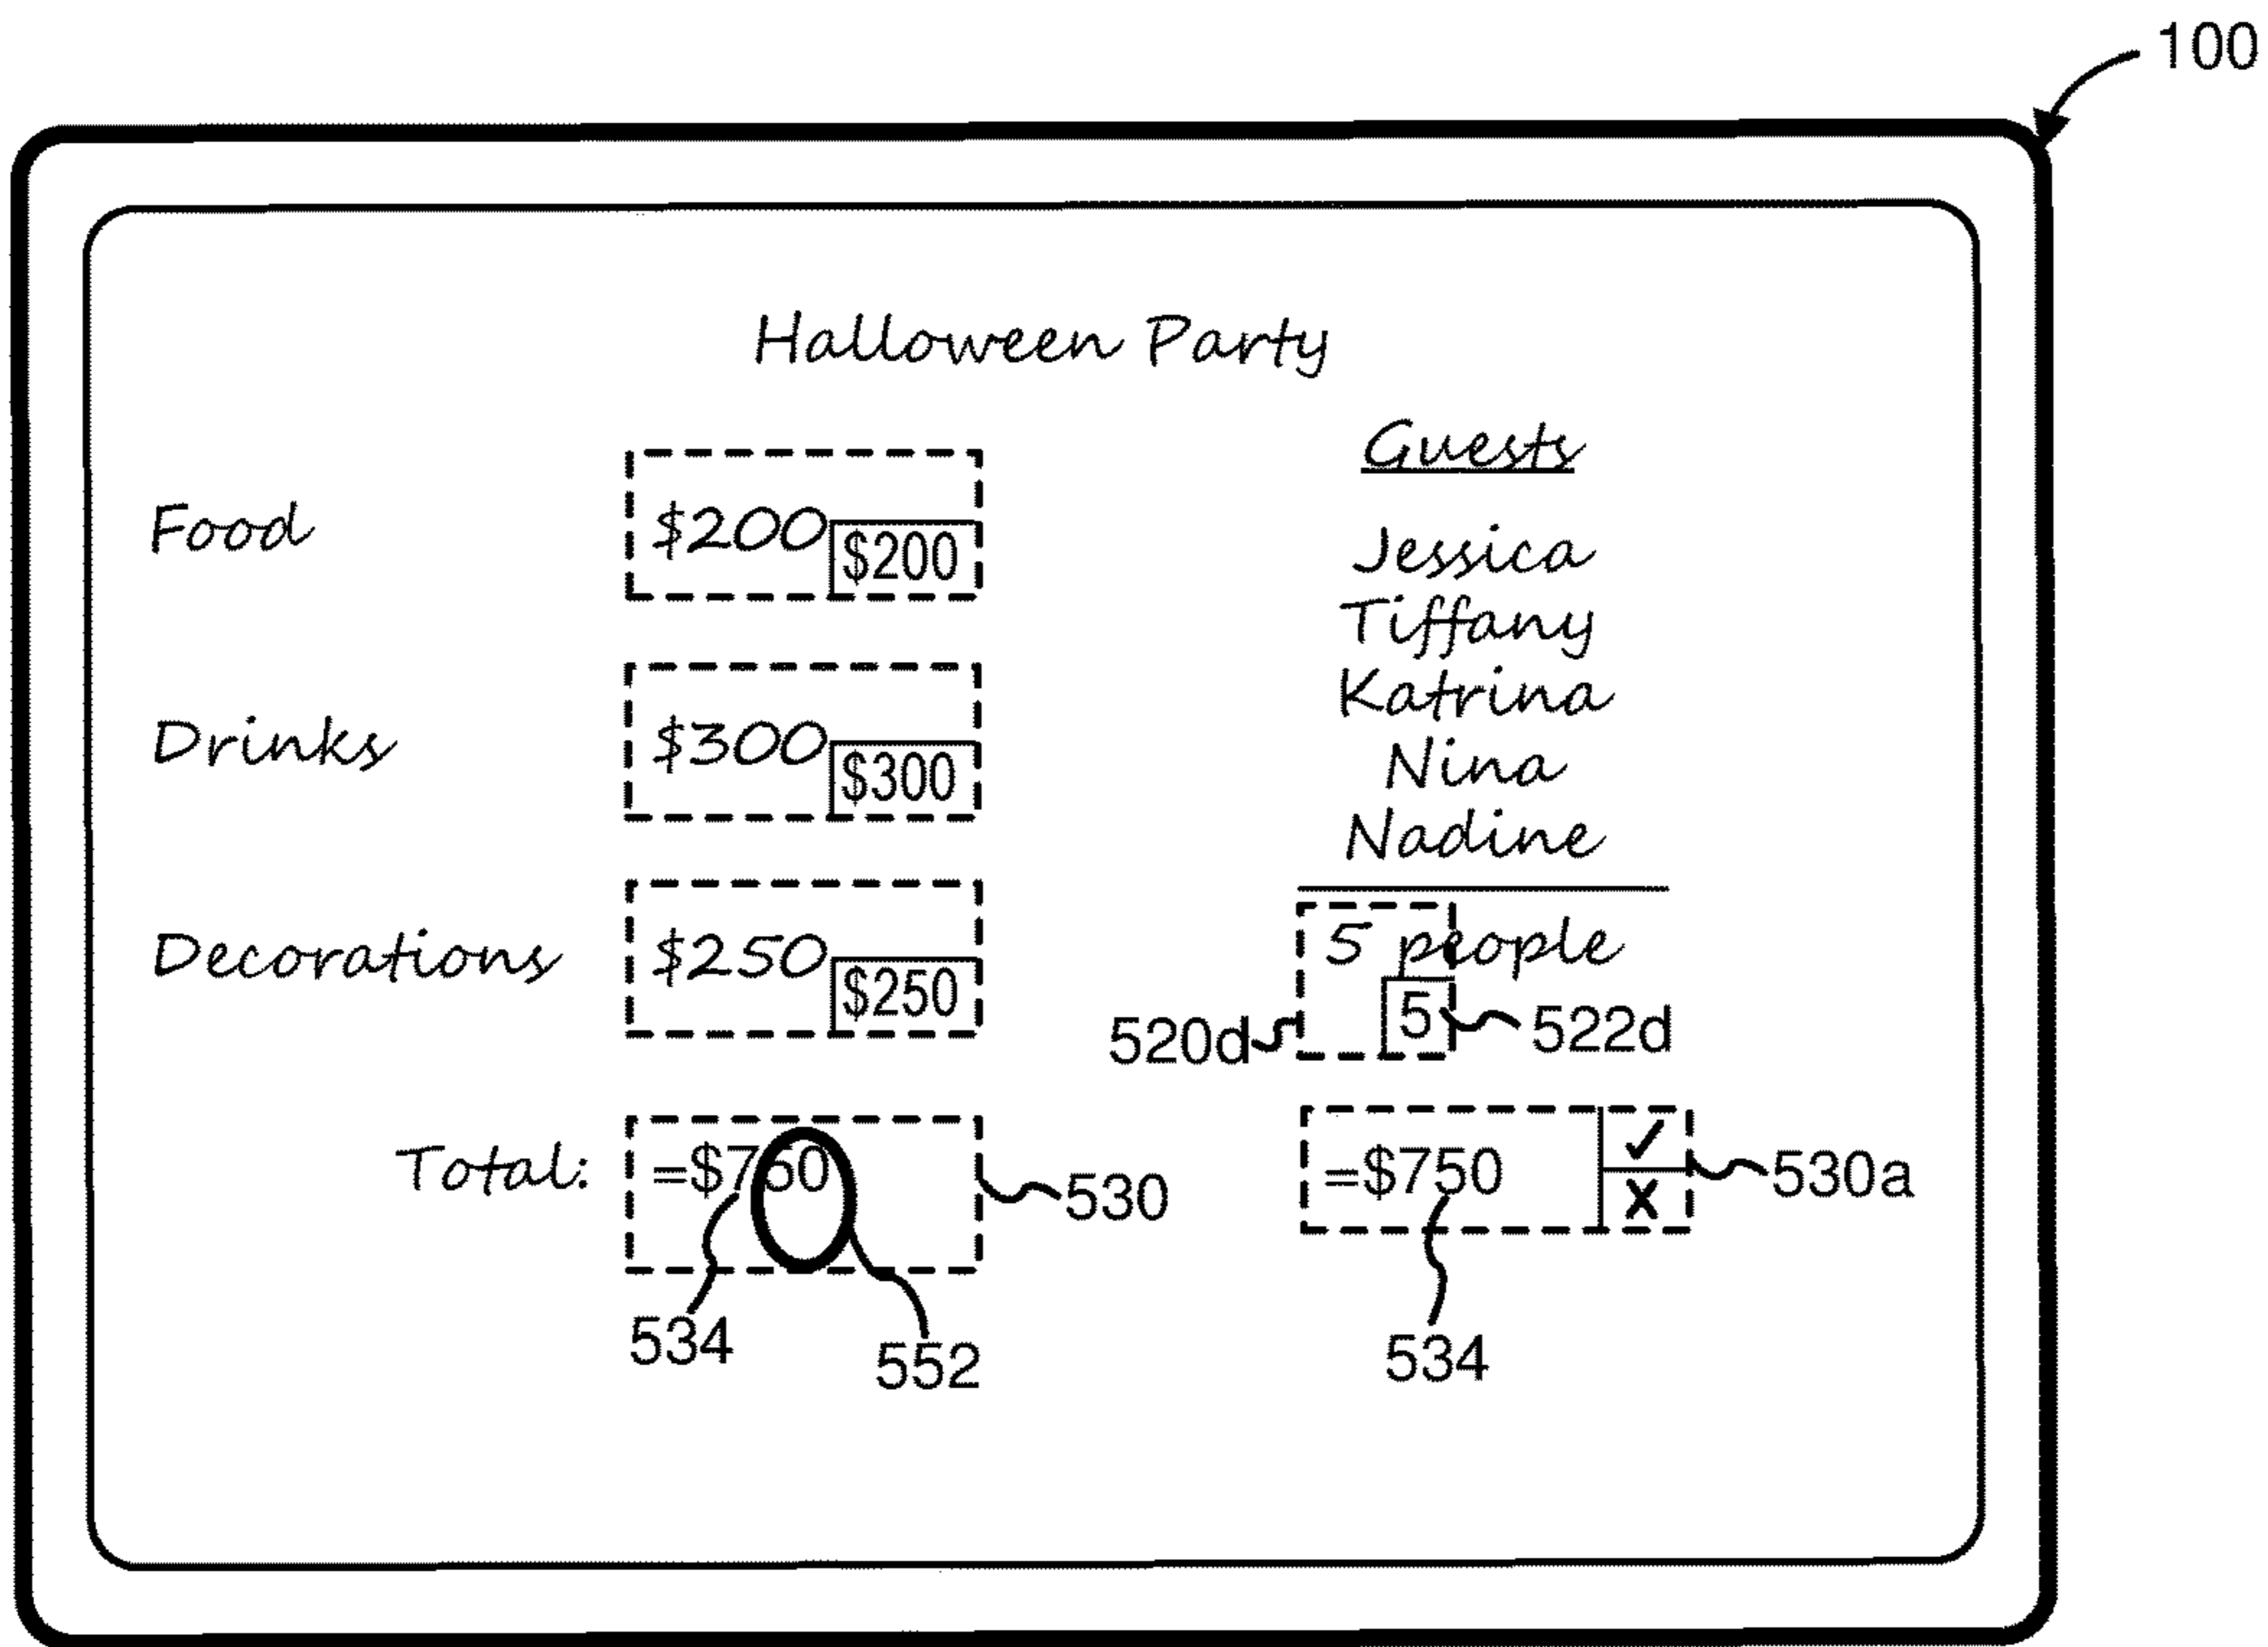 100
Halloween Party
Food
$200
$200
Drinks
$300
$300
Decorations
$250
$250
Total:
=$750
530
534
552
Guests
Jessica
Tiffany
Katrina
Nina
Nadine
5 people
5
520d
522d
=$750
✓
X
530a
534